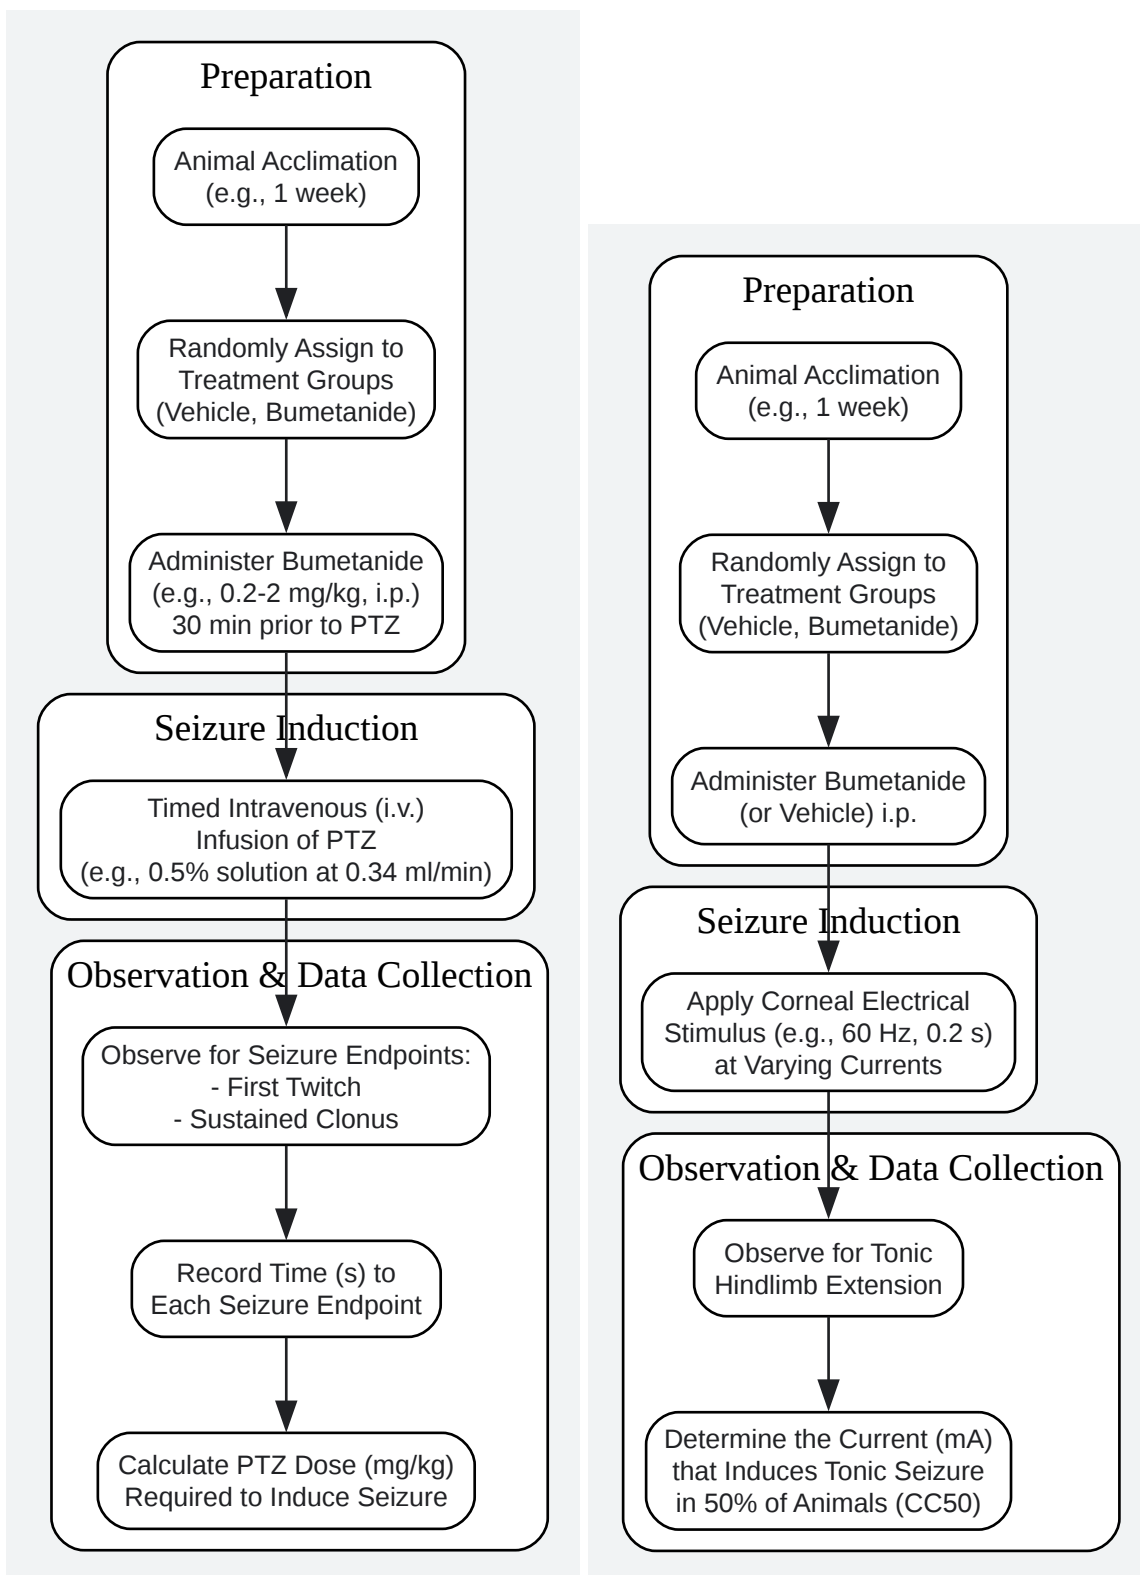 Preparation
Animal Acclimation
(e.g., 1 week)
Randomly Assign to
Treatment Groups
(Vehicle, Bumetanide)
Administer Bumetanide
(e.g., 0.2-2 mg/kg, i.p.)
30 min prior to PTZ
Seizure Induction
Timed Intravenous (i.v.)
Infusion of PTZ
(e.g., 0.5% solution at 0.34 ml/min)
Observation & Data Collection
Observe for Seizure Endpoints:
- First Twitch
- Sustained Clonus
Record Time (s) to
Each Seizure Endpoint
Calculate PTZ Dose (mg/kg)
Required to Induce Seizure
Preparation
Animal Acclimation
(e.g., 1 week)
Randomly Assign to
Treatment Groups
(Vehicle, Bumetanide)
Administer Bumetanide
(or Vehicle) i.p.
Seizure Induction
Apply Corneal Electrical
Stimulus (e.g., 60 Hz, 0.2 s)
at Varying Currents
Observation & Data Collection
Observe for Tonic
Hindlimb Extension
Determine the Current (mA)
that Induces Tonic Seizure
in 50% of Animals (CC50)